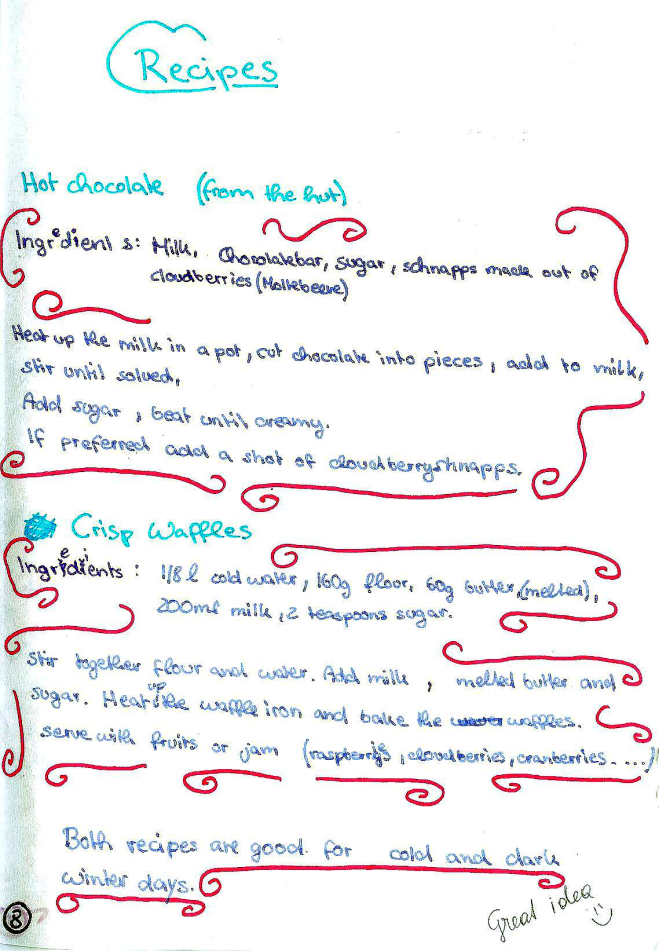 Recipes
Hot chocolate (from the hut)
Ingredient s: Milk, Chocolatebar, sugar, schnapps made out of
cloudberries (Moltebeere)
Heat up the milk in a pot, cut chocolate into pieces, add to milk,
stir until solved,
Add sugar, beat until creamy.
If preferred add a shot of cloudberryshnapps.
Crisp Waffles
Ingredients: 1/8 l cold water, 160g floor, 60g butter (melted),
200ml milk, 2 teaspoons sugar.
Stir together flour and water. Add milk, melted butter and
sugar. Heat up the waffle iron and bake the waffles.
serve with fruits or jam (raspberries, cloudberries, cranberries.....)
Both recipes are good for cold and dark
winter days.
Great idea
8